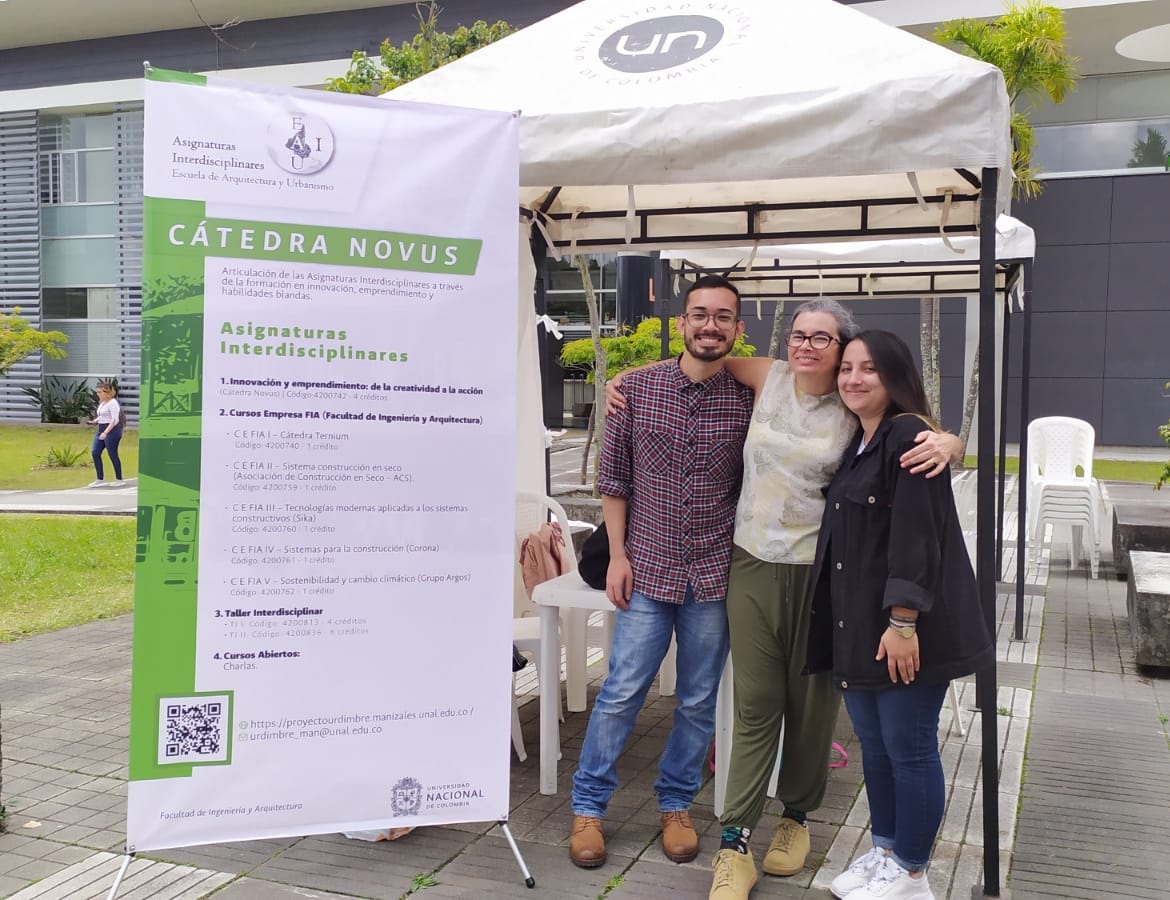 UNIVERSIDAD NACIONAL
un
DE COLOMBIA
Asignaturas
Interdisciplinares
Escuela de Arquitectura y Urbanismo
E I
A
U
CÁTEDRA NOVUS
Articulación de las Asignaturas Interdisciplinares a través
de la formación en innovación, emprendimiento y
habilidades blandas.
Asignaturas
Interdisciplinares
1. Innovación y emprendimiento: de la creatividad a la acción
(Cátedra Novus) | Código:4200742 - 4 créditos
2. Cursos Empresa FIA (Facultad de Ingeniería y Arquitectura)
· C E FIA I – Cátedra Ternium
Código: 4200740 - 1 crédito
· C E FIA II – Sistema construcción en seco
(Asociación de Construcción en Seco - ACS).
Código: 4200759 - 1 crédito
· C E FIA III – Tecnologías modernas aplicadas a los sistemas
constructivos (Sika)
Código: 4200760 - 1 crédito
· C E FIA IV – Sistemas para la construcción (Corona)
Código: 4200761 - 1 crédito
· C E FIA V – Sostenibilidad y cambio climático (Grupo Argos)
Código: 4200762 - 1 crédito
3. Taller Interdisciplinar
· TI I: Código: 4200813 - 4 créditos
· TI II: Código: 4200836 - 6 créditos
4. Cursos Abiertos:
Charlas.
https://proyectourdimbre.manizales.unal.edu.co /
urdimbre_man@unal.edu.co
Facultad de Ingeniería y Arquitectura
UNIVERSIDAD
NACIONAL
DE COLOMBIA